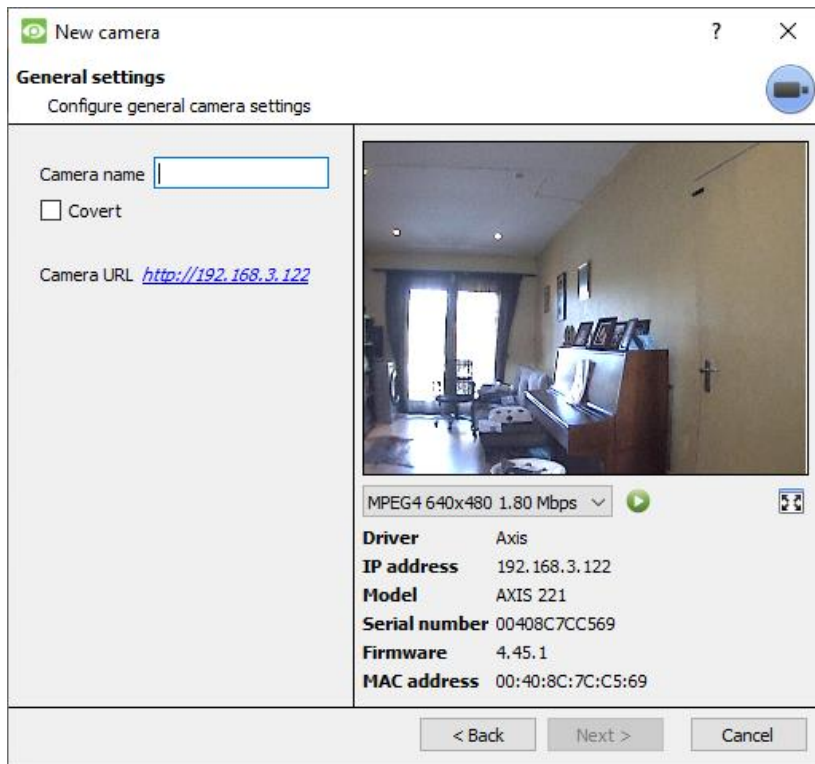 New camera
?
General settings
Configure general camera settings
Camera name
Covert
Camera URL http://192.168.3.122
MPEG4 640x480 1.80 Mbps
Driver Axis
IP address 192.168.3.122
Model AXIS 221
Serial number 00408C7CC569
Firmware 4.45.1
MAC address 00:40:8C:7C:C5:69
< Back Next > Cancel